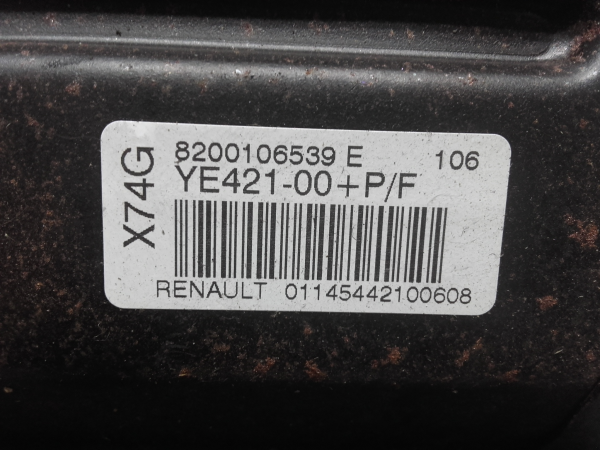 X74G
8200106539 E 106
YE421-00+P/F
RENAULT 01145442100608